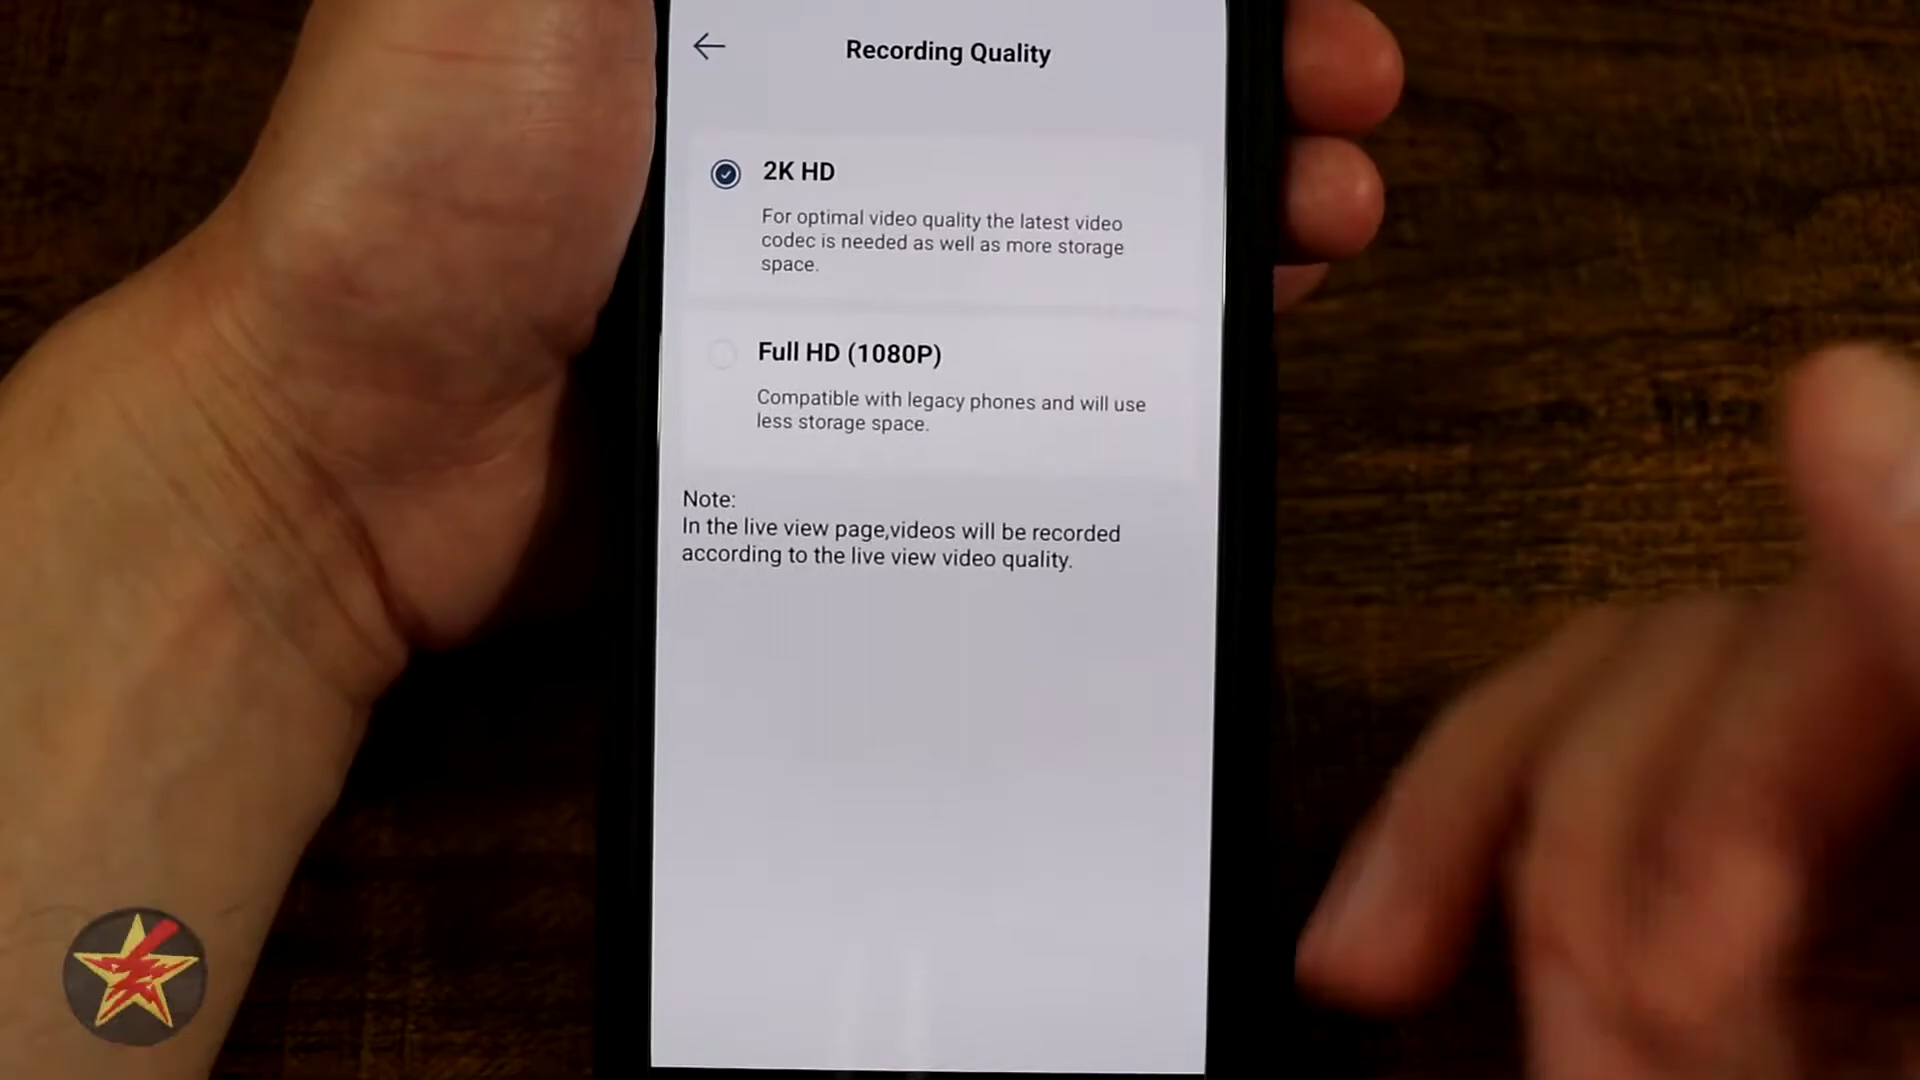 Recording Quality
2K HD
For optimal video quality the latest video
codec is needed as well as more storage
space.
Full HD (1080P)
Compatible with legacy phones and will use
less storage space.
Note:
In the live view page,videos will be recorded
according to the live view video quality.